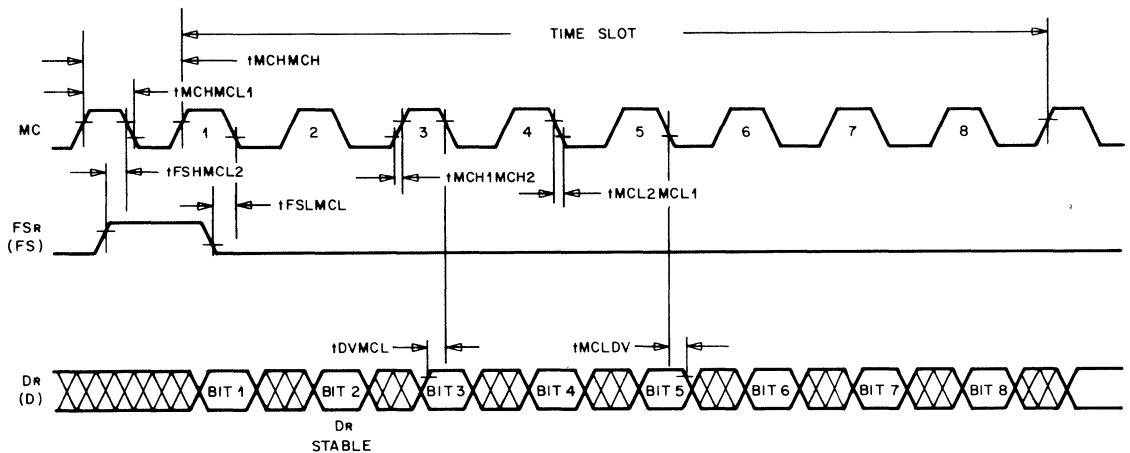 TIME SLOT
tMCHMCH
tMCHMCL1
MC
1 2 3 4 5 6 7 8
tFSHMCL2
tMCH1MCH2
tMCL2MCL1
tFSLMCL
FSR
(FS)
tDVMCL
tMCLDV
DR
(D)
BIT 1 BIT 2 BIT 3 BIT 4 BIT 5 BIT 6 BIT 7 BIT 8
DR
STABLE